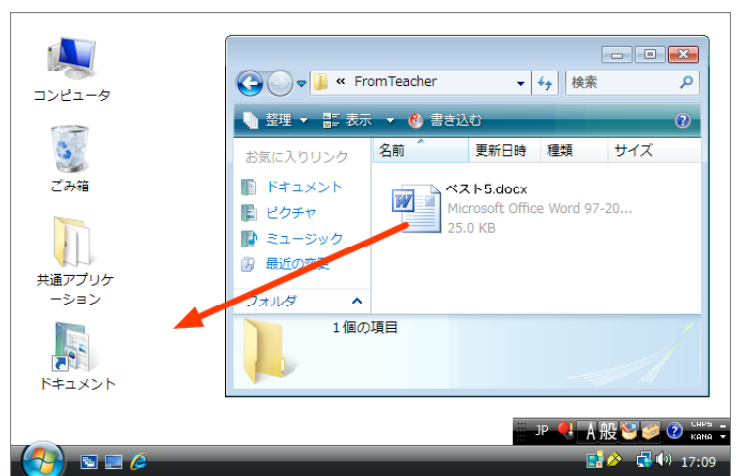 コンピュータ
ごみ箱
共通アプリケ
ーション
ドキュメント
« FromTeacher
検索
整理 表示 書き込む
お気に入りリンク
ドキュメント
ピクチャ
ミュージック
最近の変更
フォルダ
名前 更新日時 種類 サイズ
ベスト5.docx
Microsoft Office Word 97-20...
25.0 KB
1個の項目
JP A 般 CAPS
KANA
17:09